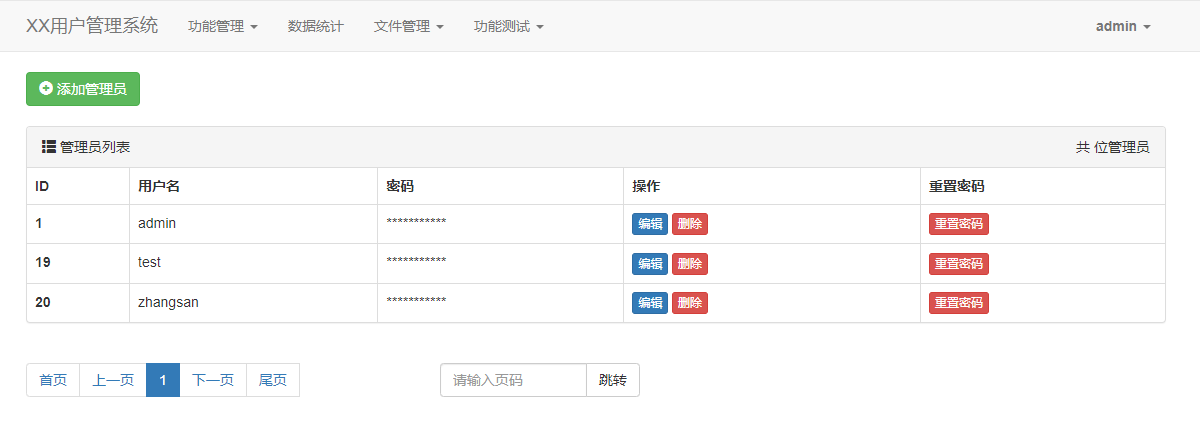 XX用户管理系统 功能管理 数据统计 文件管理 功能测试 admin
添加管理员
管理员列表 共 位管理员
ID 用户名 密码 操作 重置密码
1 admin *********** 编辑 删除 重置密码
19 test *********** 编辑 删除 重置密码
20 zhangsan *********** 编辑 删除 重置密码
首页 上一页 1 下一页 尾页 请输入页码 跳转